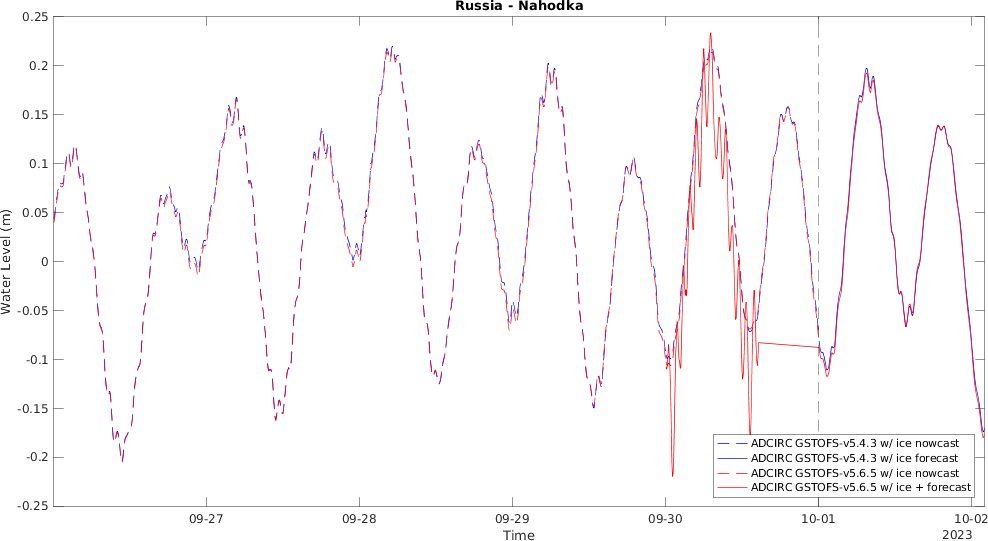 Russia - Nahodka
0.25
0.2
0.15
0.1
0.05
0
-0.05
-0.1
-0.15
-0.2
-0.25
Water Level (m)
ADCIRC GSTOFS-v5.4.3 w/ ice nowcast
ADCIRC GSTOFS-v5.4.3 w/ ice forecast
ADCIRC GSTOFS-v5.6.5 w/ ice nowcast
ADCIRC GSTOFS-v5.6.5 w/ ice + forecast
09-27 09-28 09-29 09-30 10-01 10-02
Time 2023